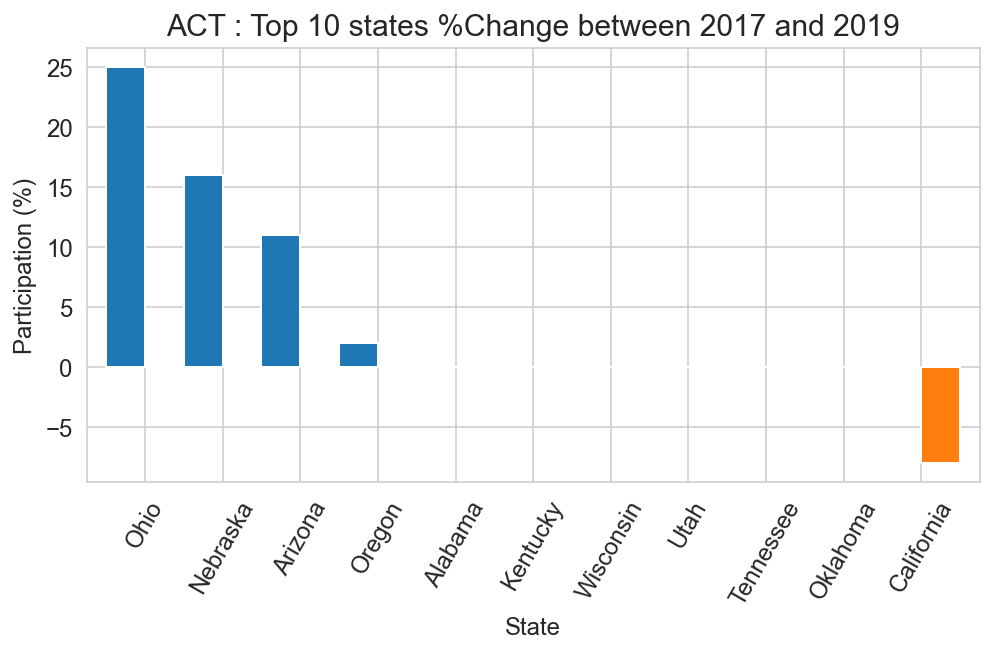 ACT : Top 10 states %Change between 2017 and 2019
Participation (%)
25
20
15
10
5
0
−5
Ohio
Nebraska
Arizona
Oregon
Alabama
Kentucky
Wisconsin
Utah
Tennessee
Oklahoma
California
State